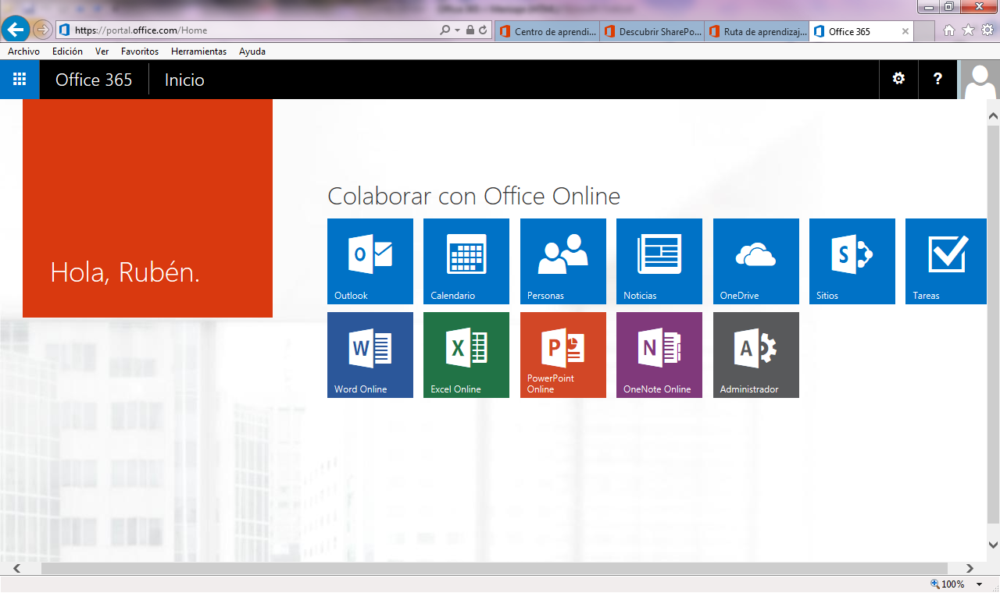 https://portal.office.com/Home
Centro de aprendi...
Descubrir SharePo...
Ruta de aprendizaj...
Office 365
Archivo Edición Ver Favoritos Herramientas Ayuda
Office 365 Inicio ?
Hola, Rubén.
Colaborar con Office Online
Outlook Calendario Personas Noticias OneDrive Sitios Tareas
Word Online Excel Online PowerPoint Online OneNote Online Administrador
100%